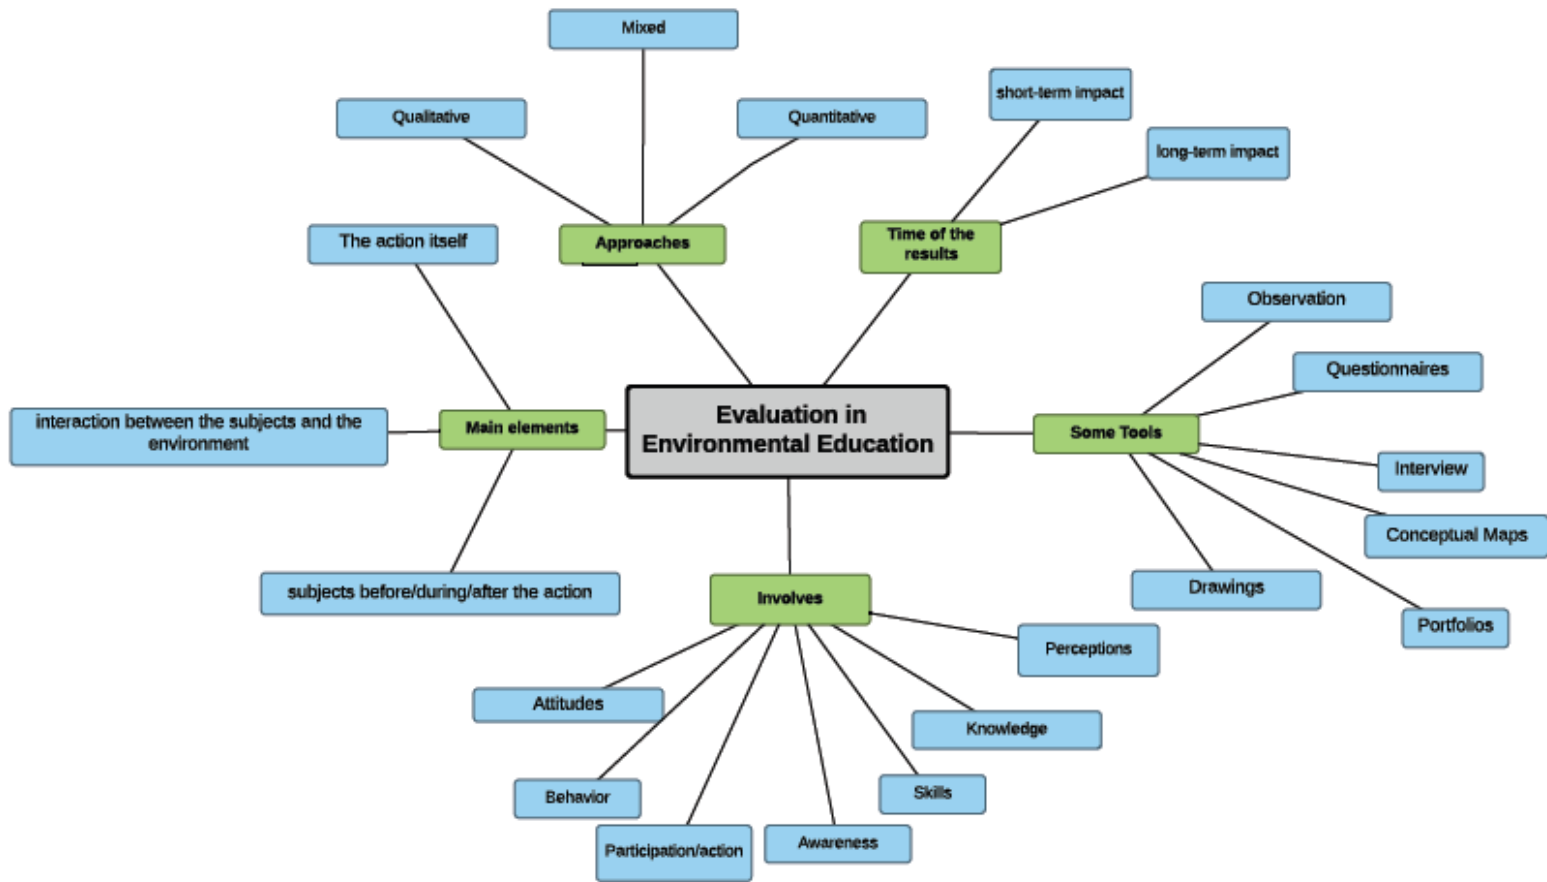 Mixed
short-term impact
Qualitative
Quantitative
long-term impact
The action itself
Approaches
Time of the
results
Observation
Questionnaires
interaction between the subjects and the
environment
Main elements
Evaluation in
Environmental Education
Some Tools
Interview
Conceptual Maps
subjects before/during/after the action
Involves
Drawings
Portfolios
Perceptions
Attitudes
Knowledge
Behavior
Skills
Participation/action
Awareness